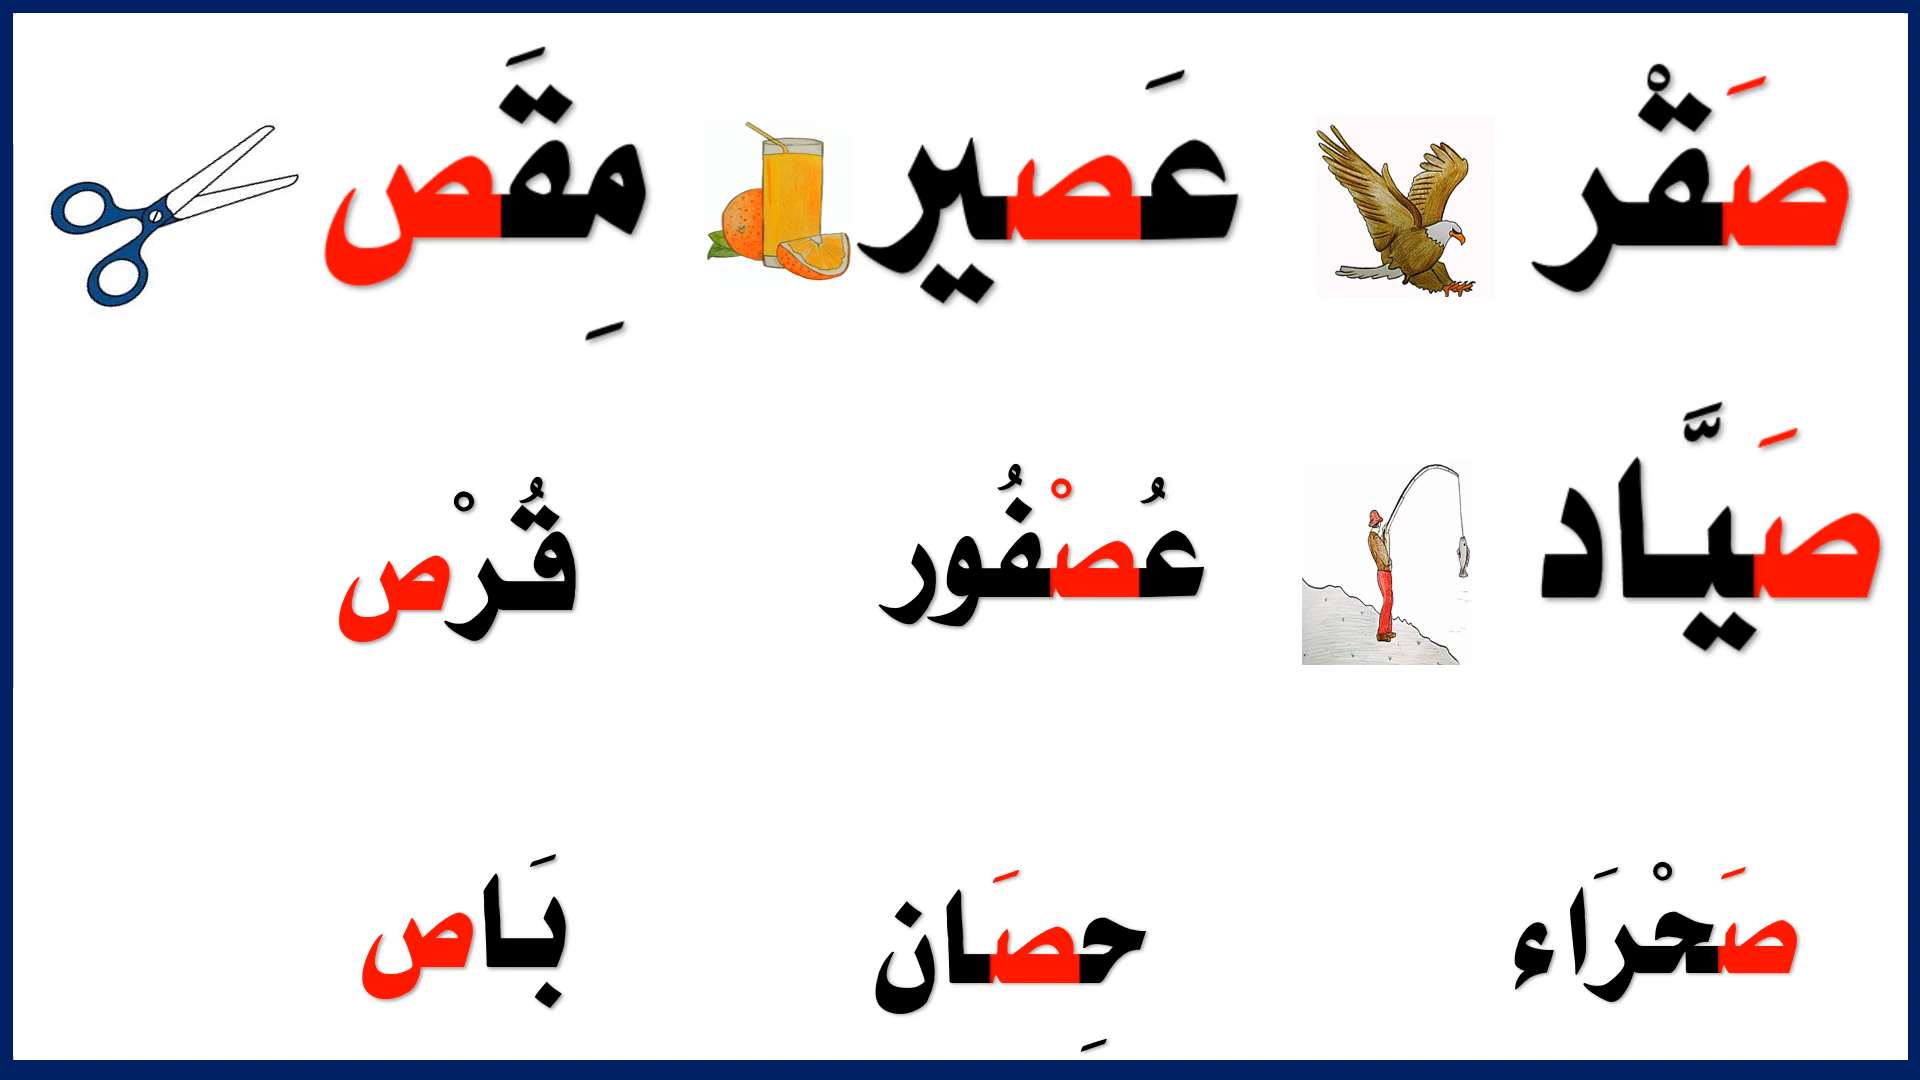 صَقْر عَصير مِقَص
صَيَّاد عُصْفُور قُرْص
صَحْرَاء حِصَان بَاص